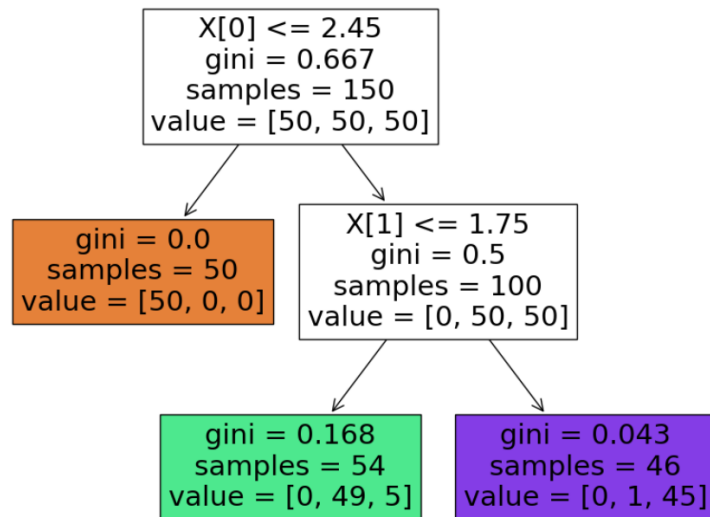 X[0] <= 2.45
gini = 0.667
samples = 150
value = [50, 50, 50]
gini = 0.0
samples = 50
value = [50, 0, 0]
X[1] <= 1.75
gini = 0.5
samples = 100
value = [0, 50, 50]
gini = 0.168
samples = 54
value = [0, 49, 5]
gini = 0.043
samples = 46
value = [0, 1, 45]